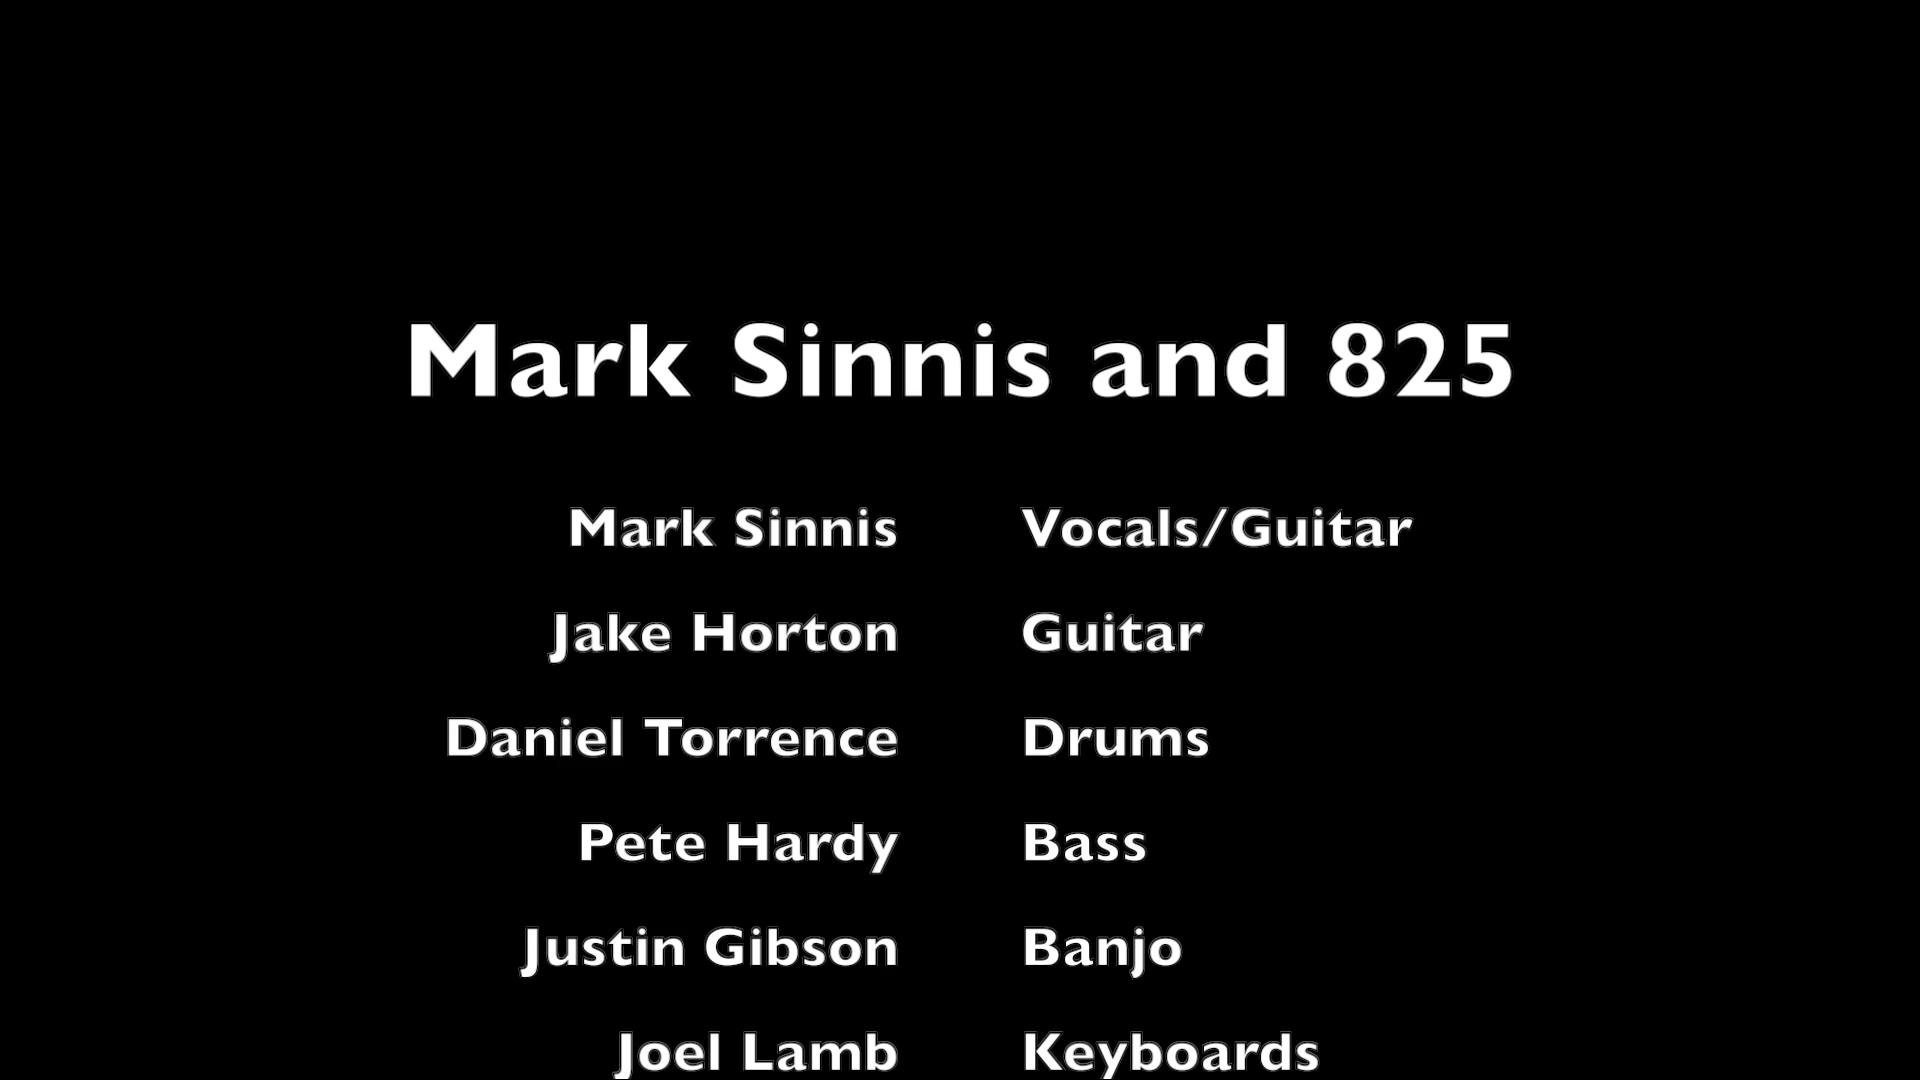 Mark Sinnis and 825
Mark Sinnis Vocals/Guitar
Jake Horton Guitar
Daniel Torrence Drums
Pete Hardy Bass
Justin Gibson Banjo
Joel Lamb Keyboards